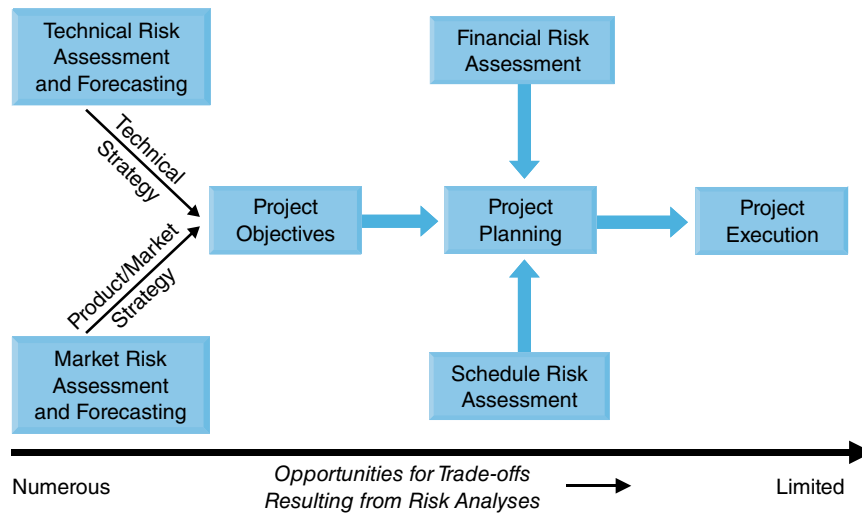 Technical Risk
Assessment
and Forecasting
Financial Risk
Assessment
Technical
Strategy
Project
Objectives
Project
Planning
Project
Execution
Product/Market
Strategy
Market Risk
Assessment
and Forecasting
Schedule Risk
Assessment
Numerous
Opportunities for Trade-offs
Resulting from Risk Analyses
Limited